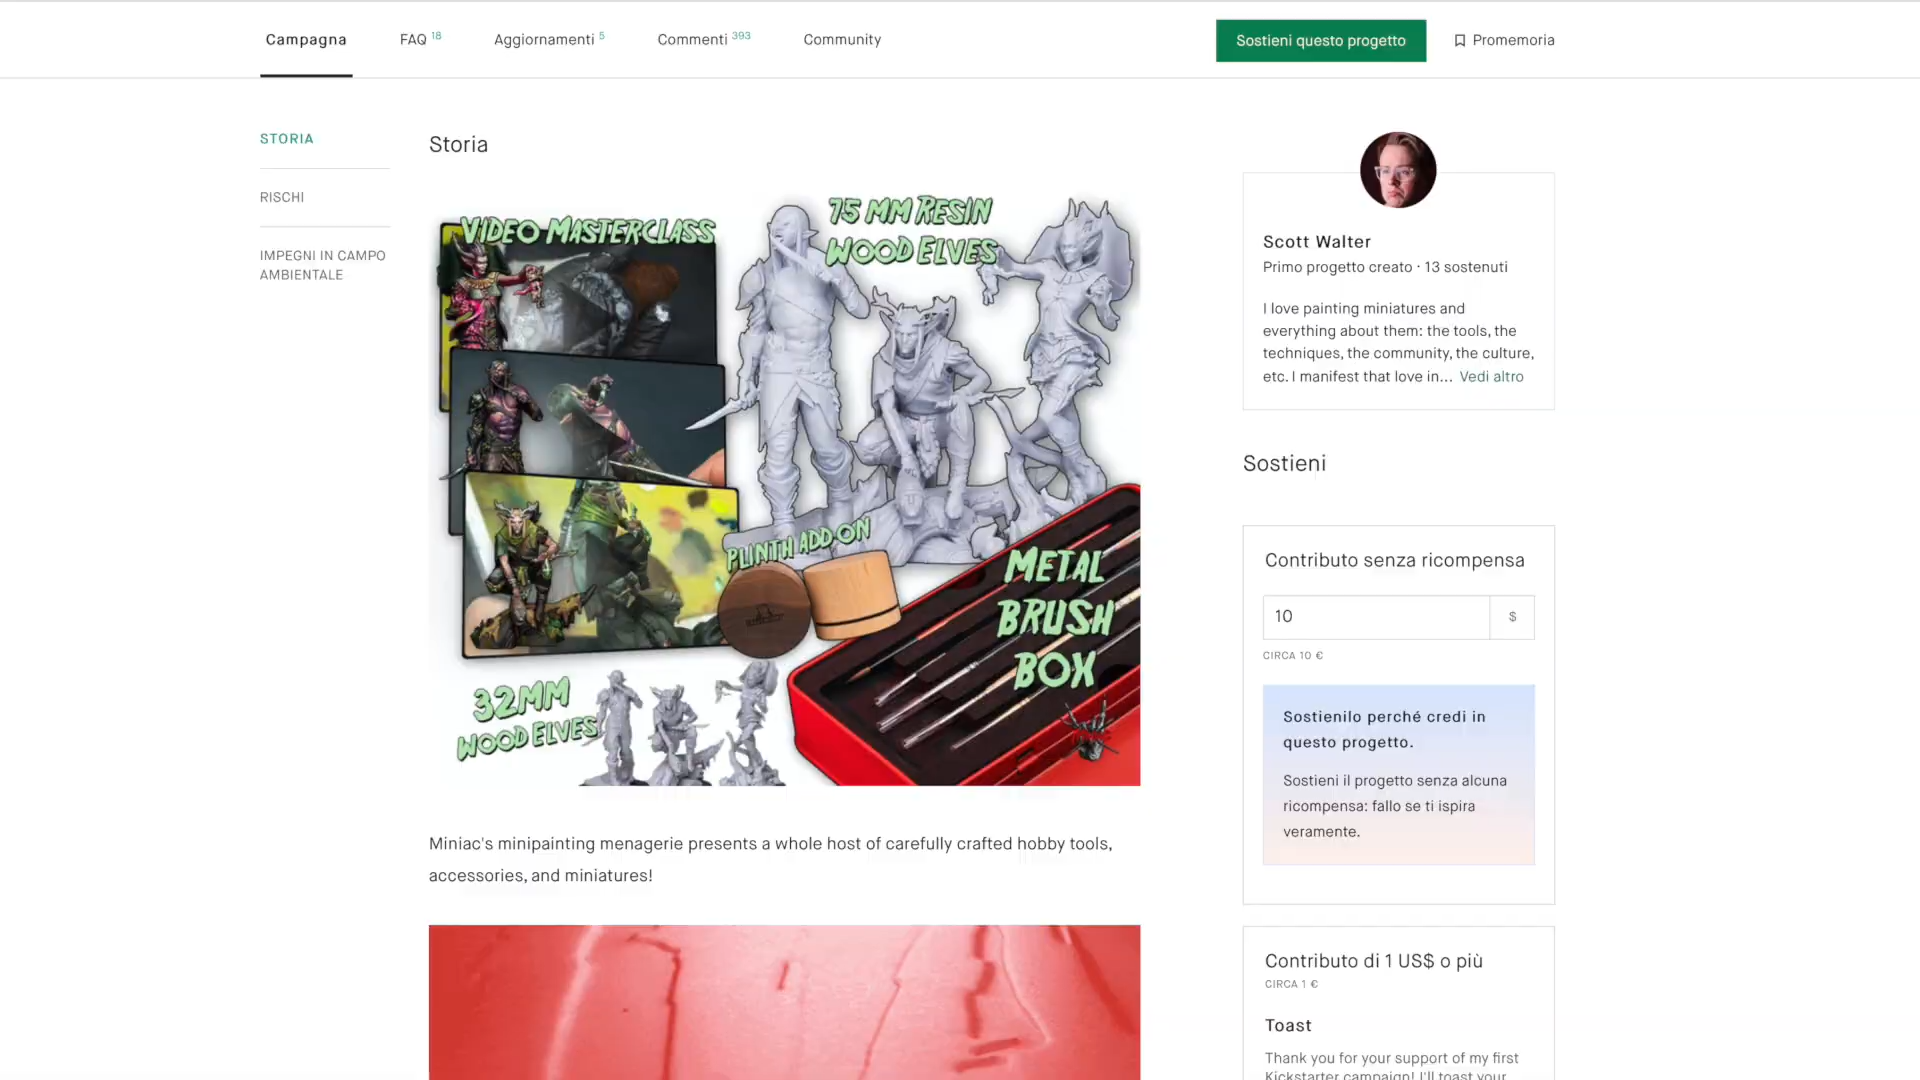 Campagna
FAQ 18
Aggiornamenti 5
Commenti 393
Community
Sostieni questo progetto
Promemoria
STORIA
RISCHI
IMPEGNI IN CAMPO
AMBIENTALE
Storia
VIDEO MASTERCLASS
75 MM RESIN
WOOD ELVES
PLINTH ADD-ON
METAL
BRUSH
BOX
32MM
WOOD ELVES
Miniac's minipainting menagerie presents a whole host of carefully crafted hobby tools,
accessories, and miniatures!
Scott Walter
Primo progetto creato · 13 sostenuti
I love painting miniatures and
everything about them: the tools, the
techniques, the community, the culture,
etc. I manifest that love in... Vedi altro
Sostieni
Contributo senza ricompensa
10 $
CIRCA 10 €
Sostienilo perché credi in
questo progetto.
Sostieni il progetto senza alcuna
ricompensa: fallo se ti ispira
veramente.
Contributo di 1 US$ o più
CIRCA 1 €
Toast
Thank you for your support of my first
Kickstarter campaign! I'll toast your